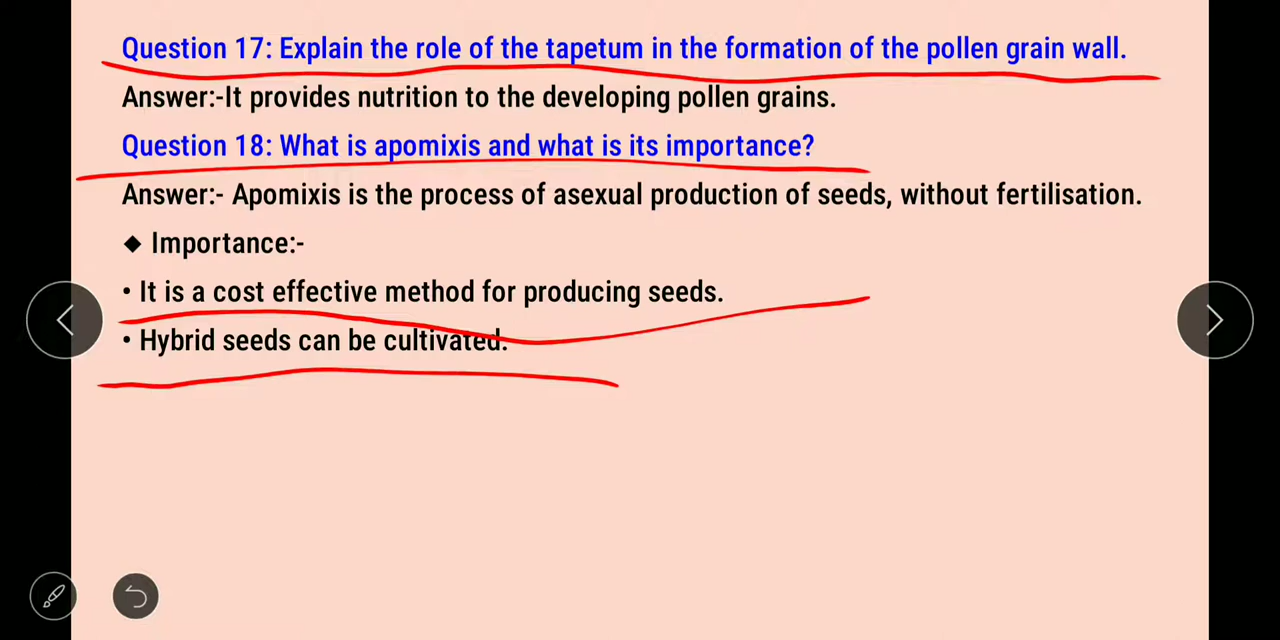 Question 17: Explain the role of the tapetum in the formation of the pollen grain wall.
Answer:-It provides nutrition to the developing pollen grains.
Question 18: What is apomixis and what is its importance?
Answer:- Apomixis is the process of asexual production of seeds, without fertilisation.
◆ Importance:-
• It is a cost effective method for producing seeds.
• Hybrid seeds can be cultivated.